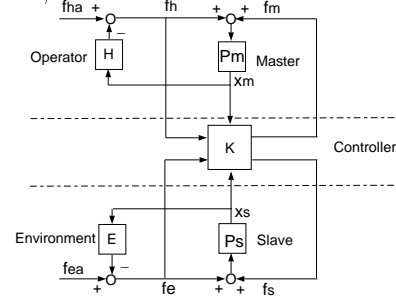 fha + fh + + fm
−
Operator H Pm Master
xm
K Controller
xs
Environment E Ps Slave
fea −
+ fe + + fs